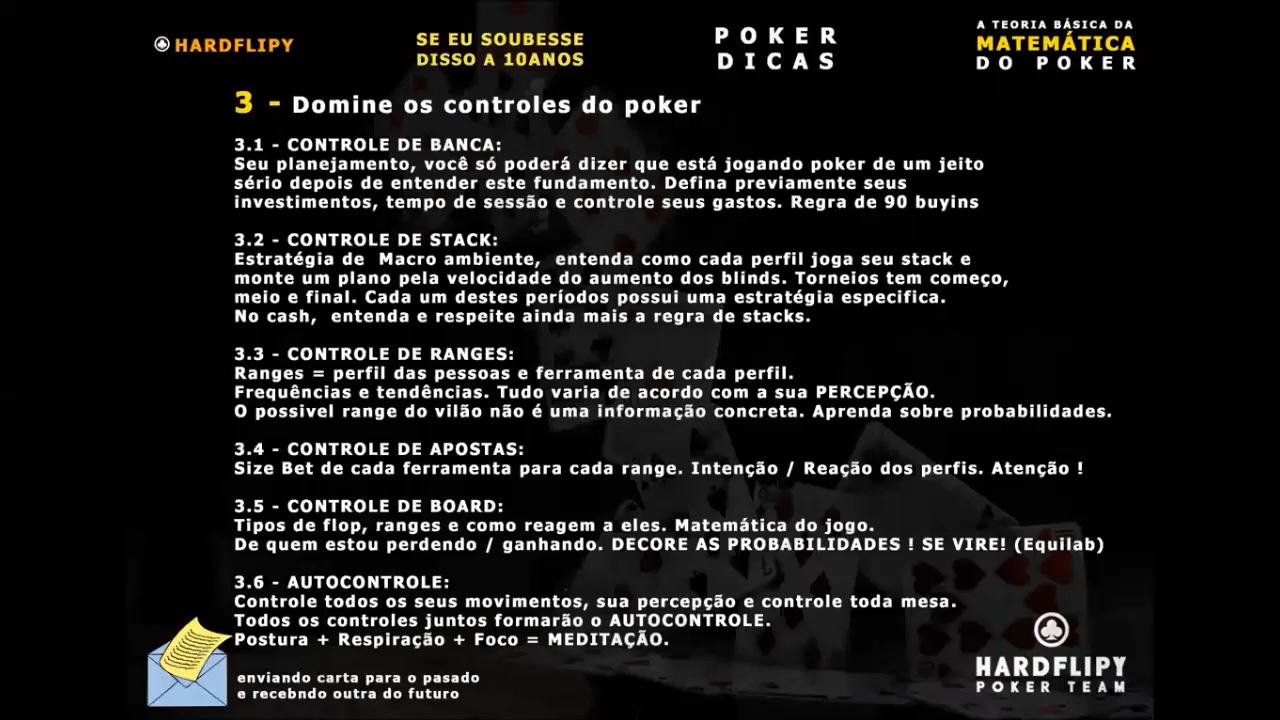 HARDFLIPY
SE EU SOUBESSE
DISSO A 10ANOS
POKER
DICAS
A TEORIA BÁSICA DA
MATEMÁTICA
DO POKER
3 - Domine os controles do poker
3.1 - CONTROLE DE BANCA:
Seu planejamento, você só poderá dizer que está jogando poker de um jeito
sério depois de entender este fundamento. Defina previamente seus
investimentos, tempo de sessão e controle seus gastos. Regra de 90 buyins
3.2 - CONTROLE DE STACK:
Estratégia de  Macro ambiente,  entenda como cada perfil joga seu stack e
monte um plano pela velocidade do aumento dos blinds. Torneios tem começo,
meio e final. Cada um destes períodos possui uma estratégia especifica.
No cash,  entenda e respeite ainda mais a regra de stacks.
3.3 - CONTROLE DE RANGES:
Ranges = perfil das pessoas e ferramenta de cada perfil.
Frequências e tendências. Tudo varia de acordo com a sua PERCEPÇÃO.
O possivel range do vilão não é uma informação concreta. Aprenda sobre probabilidades.
3.4 - CONTROLE DE APOSTAS:
Size Bet de cada ferramenta para cada range. Intenção / Reação dos perfis. Atenção !
3.5 - CONTROLE DE BOARD:
Tipos de flop, ranges e como reagem a eles. Matemática do jogo.
De quem estou perdendo / ganhando. DECORE AS PROBABILIDADES ! SE VIRE! (Equilab)
3.6 - AUTOCONTROLE:
Controle todos os seus movimentos, sua percepção e controle toda mesa.
Todos os controles juntos formarão o AUTOCONTROLE.
Postura + Respiração + Foco = MEDITAÇÃO.
enviando carta para o pasado
e recebndo outra do futuro
HARDFLIPY
POKER TEAM